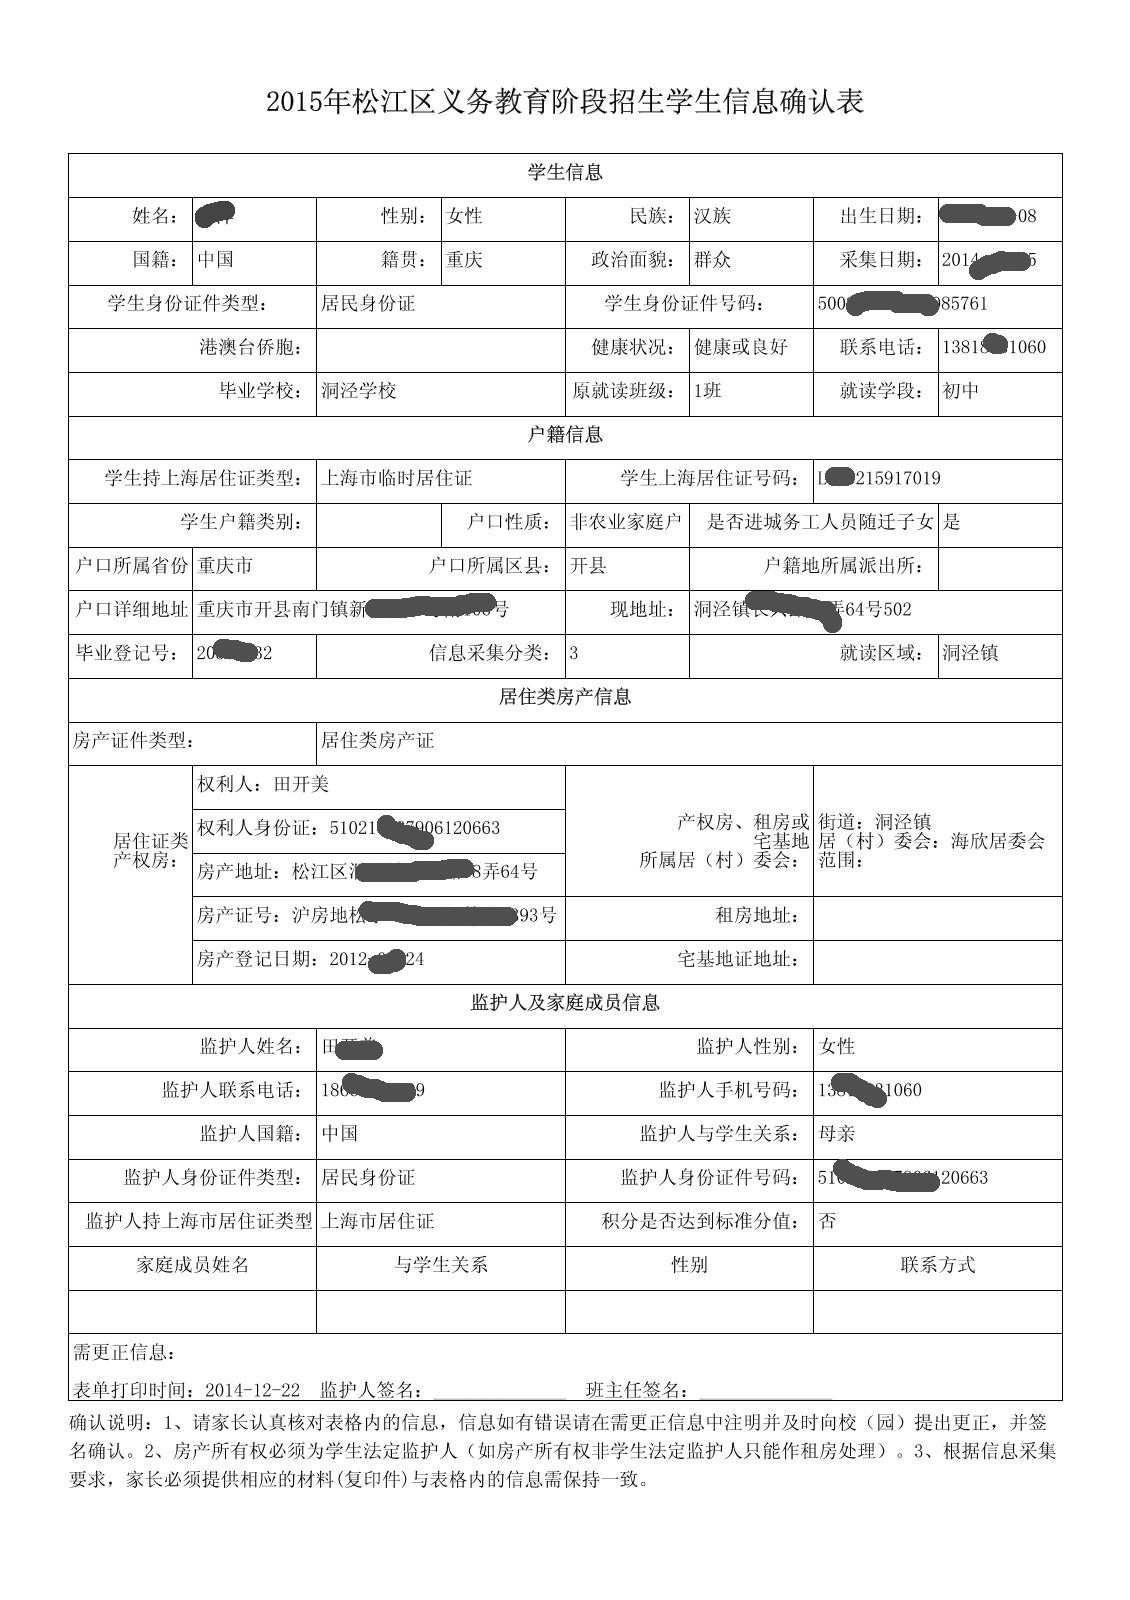 2015年松江区义务教育阶段招生学生信息确认表
学生信息
姓名： 性别： 女性 民族： 汉族 出生日期： 08
国籍： 中国 籍贯： 重庆 政治面貌： 群众 采集日期： 2014 5
学生身份证件类型： 居民身份证 学生身份证件号码： 500 85761
港澳台侨胞： 健康状况： 健康或良好 联系电话： 13818 1060
毕业学校： 洞泾学校 原就读班级： 1班 就读学段： 初中
户籍信息
学生持上海居住证类型： 上海市临时居住证 学生上海居住证号码： L 215917019
学生户籍类别： 户口性质： 非农业家庭户 是否进城务工人员随迁子女 是
户口所属省份 重庆市 户口所属区县： 开县 户籍地所属派出所：
户口详细地址 重庆市开县南门镇新 号 现地址： 洞泾镇 弄64号502
毕业登记号： 20 32 信息采集分类： 3 就读区域： 洞泾镇
居住类房产信息
房产证件类型： 居住类房产证
居住证类
产权房：
权利人：田开美
权利人身份证：51021 7906120663
房产地址：松江区 8弄64号
房产证号：沪房地松 393号
房产登记日期：2012 24
产权房、租房或
宅基地
所属居（村）委会：
街道：洞泾镇
居（村）委会：海欣居委会
范围：
租房地址：
宅基地证地址：
监护人及家庭成员信息
监护人姓名： 田 监护人性别： 女性
监护人联系电话： 18 9 监护人手机号码： 13 1060
监护人国籍： 中国 监护人与学生关系： 母亲
监护人身份证件类型： 居民身份证 监护人身份证件号码： 51 120663
监护人持上海市居住证类型 上海市居住证 积分是否达到标准分值： 否
家庭成员姓名 与学生关系 性别 联系方式
需更正信息：
表单打印时间：2014-12-22 监护人签名：______________ 班主任签名：______________
确认说明：1、请家长认真核对表格内的信息，信息如有错误请在需更正信息中注明并及时向校（园）提出更正，并签
名确认。2、房产所有权必须为学生法定监护人（如房产所有权非学生法定监护人只能作租房处理）。3、根据信息采集
要求，家长必须提供相应的材料(复印件)与表格内的信息需保持一致。